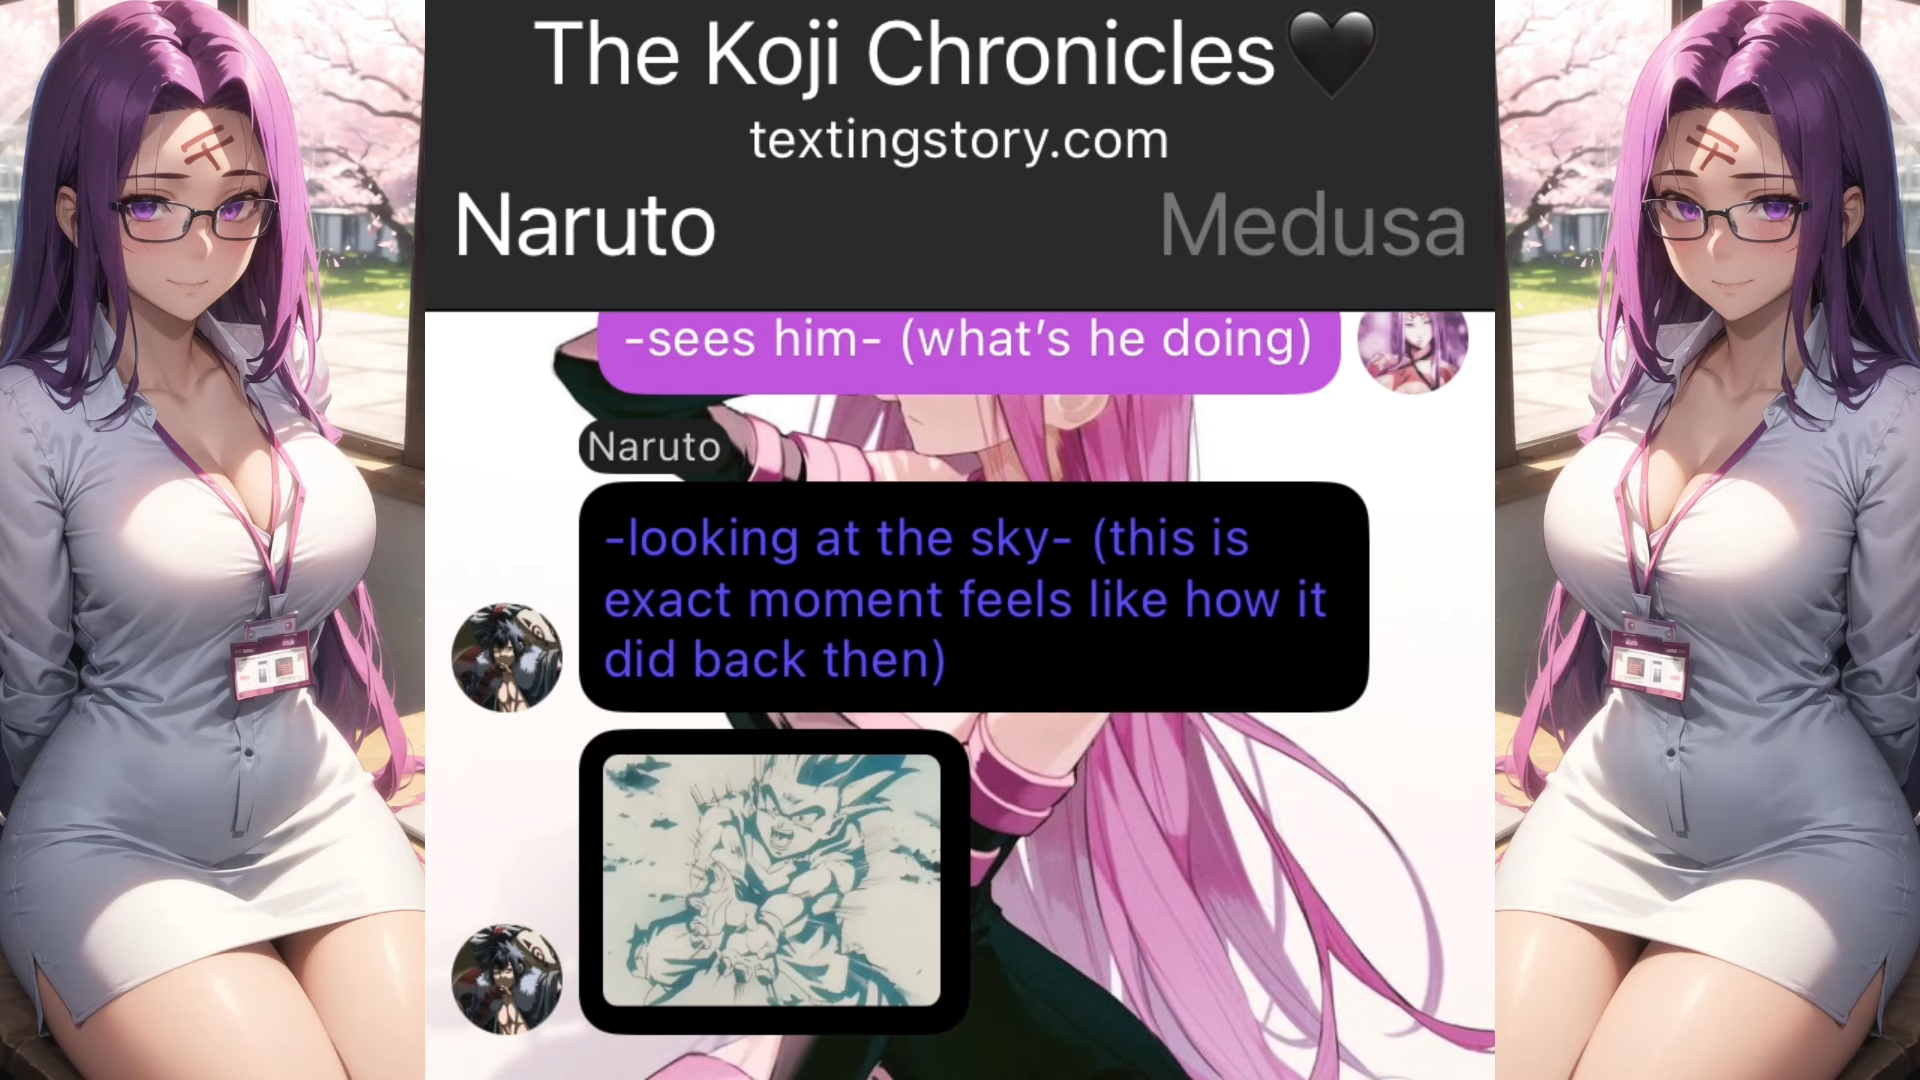 The Koji Chronicles🖤
textingstory.com
Naruto
Medusa
-sees him- (what's he doing)
Naruto
-looking at the sky- (this is
exact moment feels like how it
did back then)